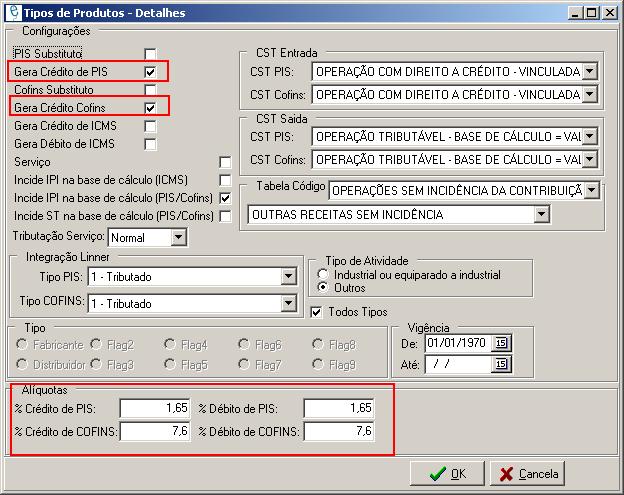 Tipos de Produtos - Detalhes
Cofigurações
PIS Substituto
Gera Crédito de PIS
Cofins Substituto
Gera Crédito Cofins
Gera Crédito de ICMS
Gera Débito de ICMS
Serviço
Incide IPI na base de cálculo (ICMS)
Incide IPI na base de cálculo (PIS/Cofins)
Incide ST na base de cálculo (PIS/Cofins)
Tributação Serviço: Normal
CST Entrada
CST PIS: OPERAÇÃO COM DIREITO A CRÉDITO - VINCULADA
CST Cofins: OPERAÇÃO COM DIREITO A CRÉDITO - VINCULADA
CST Saida
CST PIS: OPERAÇÃO TRIBUTÁVEL - BASE DE CÁLCULO = VAL
CST Cofins: OPERAÇÃO TRIBUTÁVEL - BASE DE CÁLCULO = VAL
Tabela Código OPERAÇÕES SEM INCIDÊNCIA DA CONTRIBUIÇÃ
OUTRAS RECEITAS SEM INCIDÊNCIA
Integração Linner
Tipo PIS: 1 - Tributado
Tipo COFINS: 1 - Tributado
Tipo de Atividade
Industrial ou equiparado a industrial
Outros
Todos Tipos
Tipo
Fabricante Flag2 Flag4 Flag6 Flag8
Distribuidor Flag3 Flag5 Flag7 Flag9
Vigência
De: 01/01/1970 15
Até: / / 15
Alíquotas
% Crédito de PIS: 1,65 % Débito de PIS: 1,65
% Crédito de COFINS: 7,6 % Débito de COFINS: 7,6
OK Cancela